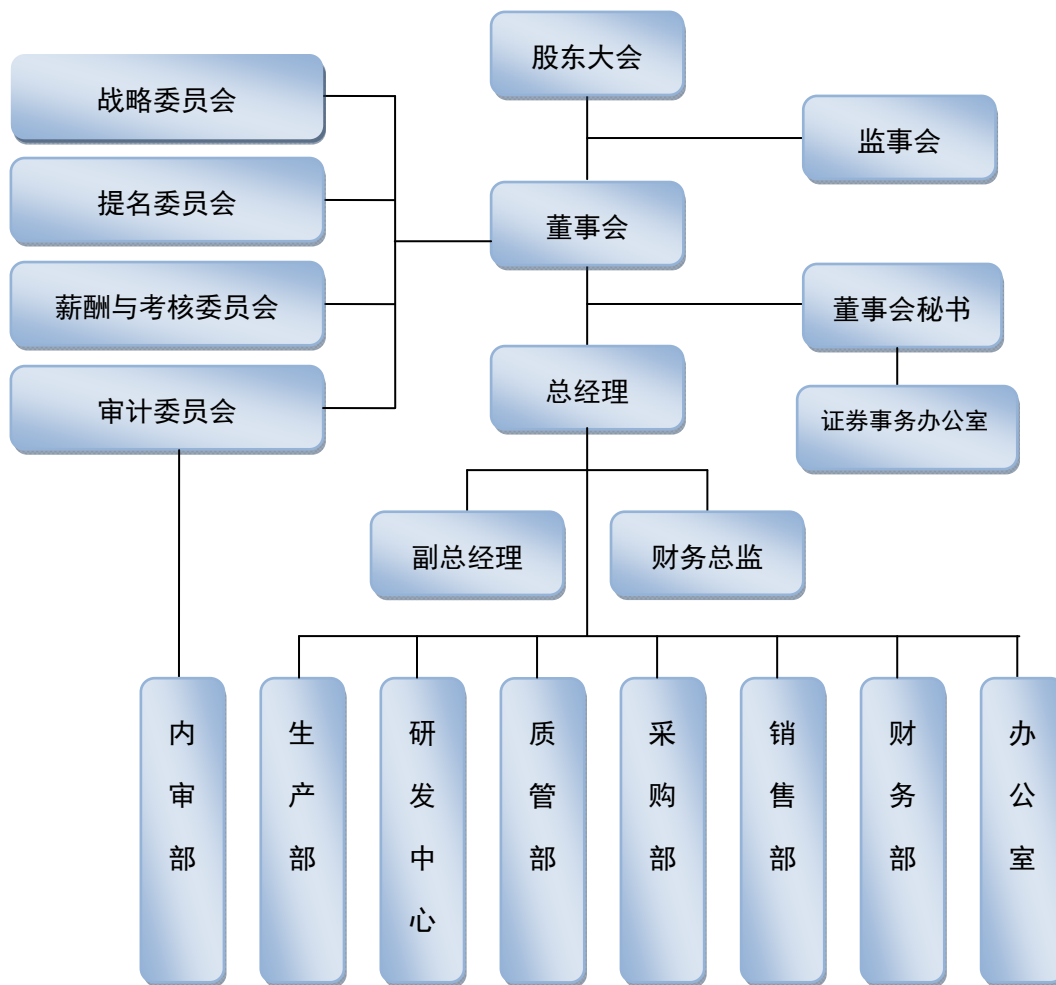 股东大会
战略委员会
监事会
提名委员会
董事会
薪酬与考核委员会
董事会秘书
总经理
审计委员会
证券事务办公室
副总经理
财务总监
内审部
生产部
研发中心
质管部
采购部
销售部
财务部
办公室